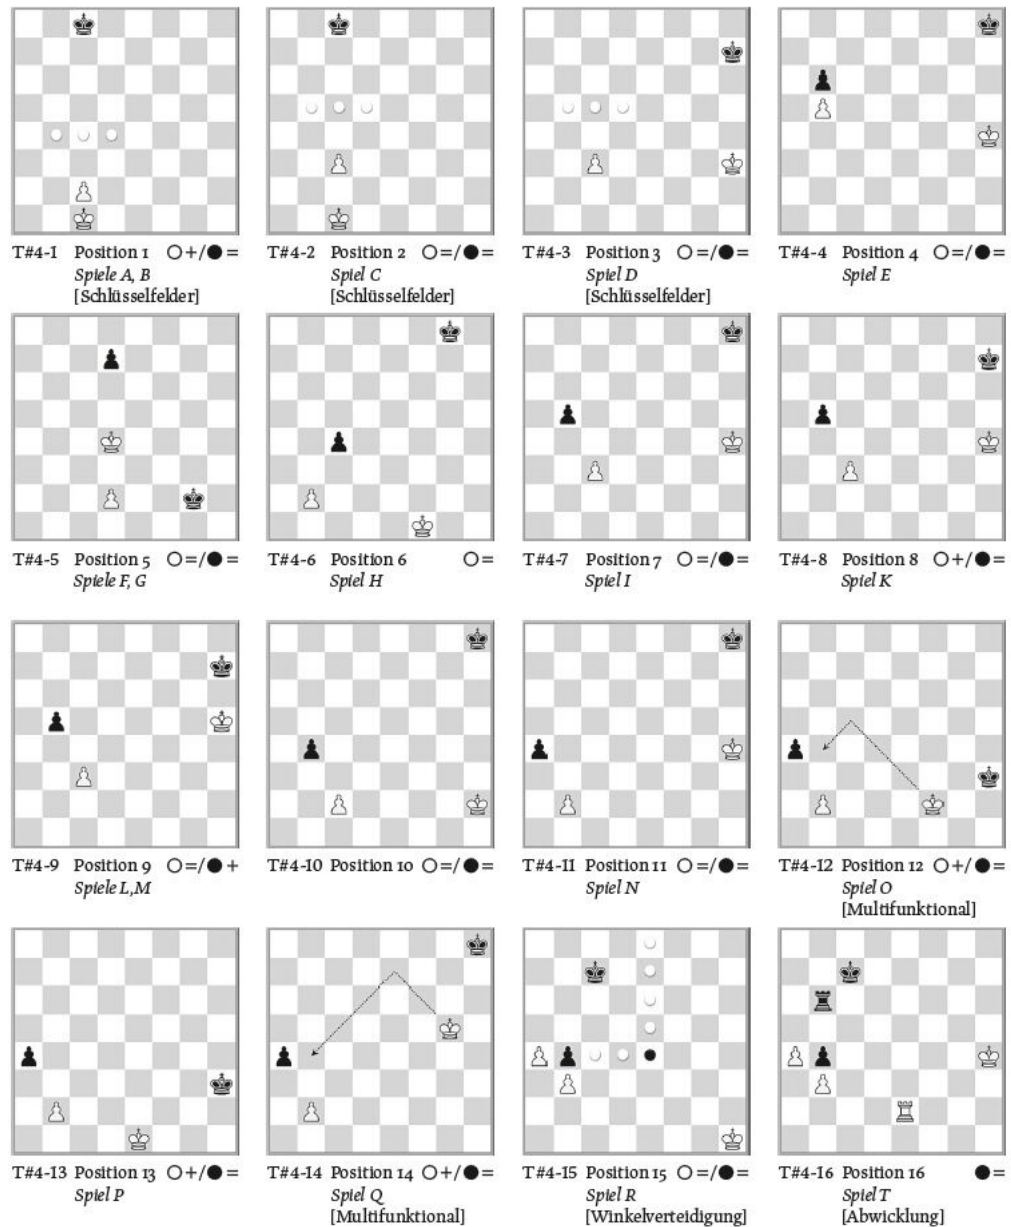 T#4-1 Position 1 ○+/●=
Spiele A, B
[Schlüsselfelder]
T#4-2 Position 2 ○=/●=
Spiel C
[Schlüsselfelder]
T#4-3 Position 3 ○=/●=
Spiel D
[Schlüsselfelder]
T#4-4 Position 4 ○=/●=
Spiel E
T#4-5 Position 5 ○=/●=
Spiele F, G
T#4-6 Position 6 ○=
Spiel H
T#4-7 Position 7 ○=/●=
Spiel I
T#4-8 Position 8 ○+/●=
Spiel K
T#4-9 Position 9 ○=/●+
Spiele L,M
T#4-10 Position 10 ○=/●=
T#4-11 Position 11 ○=/●=
Spiel N
T#4-12 Position 12 ○+/●=
Spiel O
[Multifunktional]
T#4-13 Position 13 ○+/●=
Spiel P
T#4-14 Position 14 ○+/●=
Spiel Q
[Multifunktional]
T#4-15 Position 15 ○=/●=
Spiel R
[Winkelverteidigung]
T#4-16 Position 16 ●=
Spiel T
[Abwicklung]